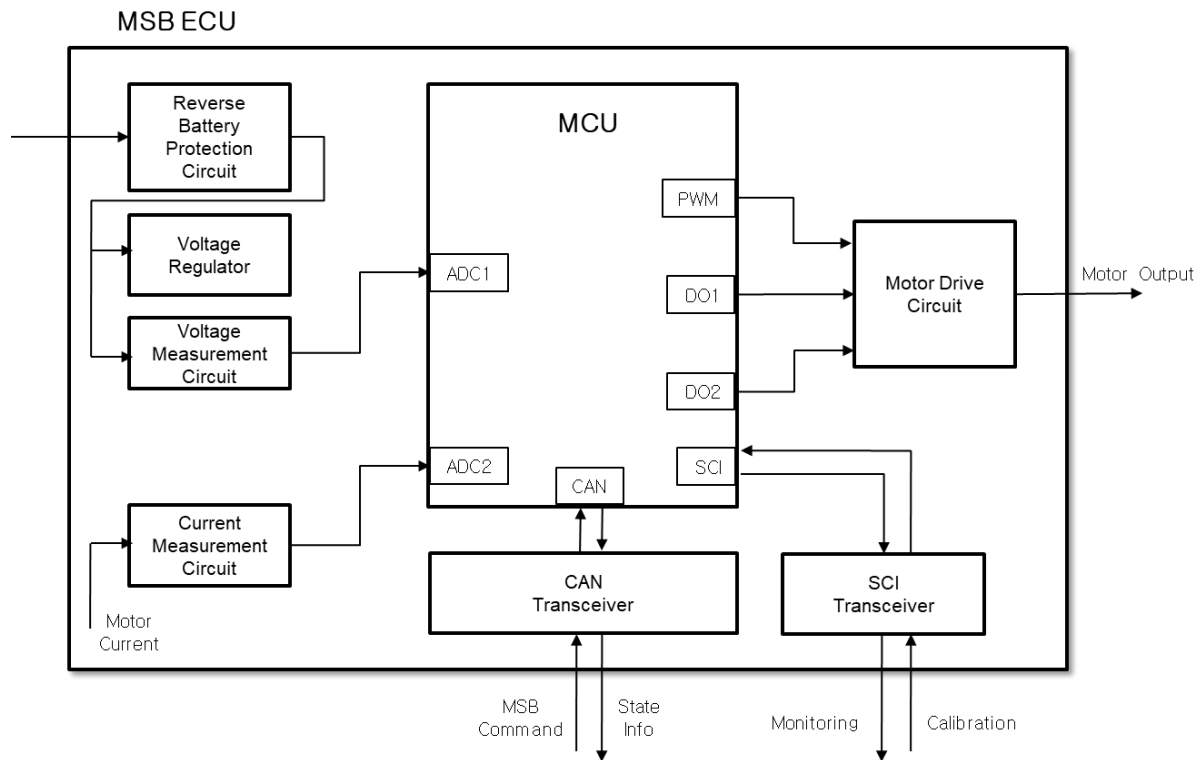 MSB ECU
Reverse
Battery
Protection
Circuit
Voltage
Regulator
Voltage
Measurement
Circuit
Current
Measurement
Circuit
Motor
Current
MCU
ADC1
ADC2
PWM
DO1
DO2
SCI
CAN
Motor Drive
Circuit
Motor Output
CAN
Transceiver
SCI
Transceiver
MSB
Command
State
Info
Monitoring
Calibration